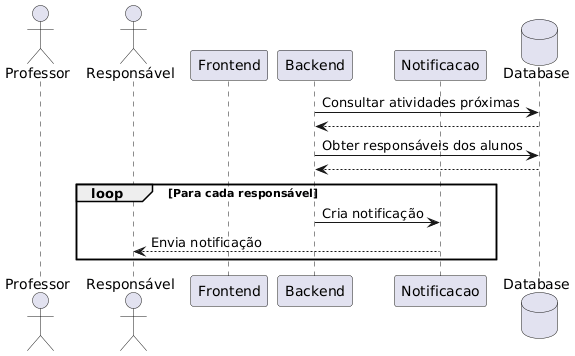 Professor
Responsável
Frontend
Backend
Notificacao
Database
Consultar atividades próximas
Obter responsáveis dos alunos
loop
[Para cada responsável]
Cria notificação
Envia notificação
Professor
Responsável
Frontend
Backend
Notificacao
Database